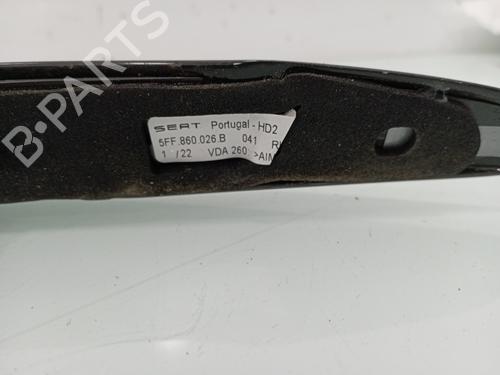 SEAT Portugal - HD2
5FF.860.026.B 041
1 /22 VDA 260 >AIM
B-Parts